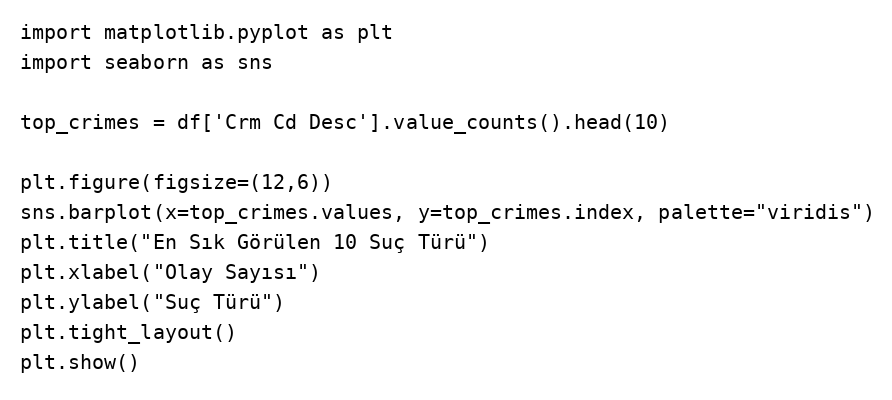 import matplotlib.pyplot as plt
import seaborn as sns

top_crimes = df['Crm Cd Desc'].value_counts().head(10)

plt.figure(figsize=(12,6))
sns.barplot(x=top_crimes.values, y=top_crimes.index, palette="viridis")
plt.title("En Sık Görülen 10 Suç Türü")
plt.xlabel("Olay Sayısı")
plt.ylabel("Suç Türü")
plt.tight_layout()
plt.show()